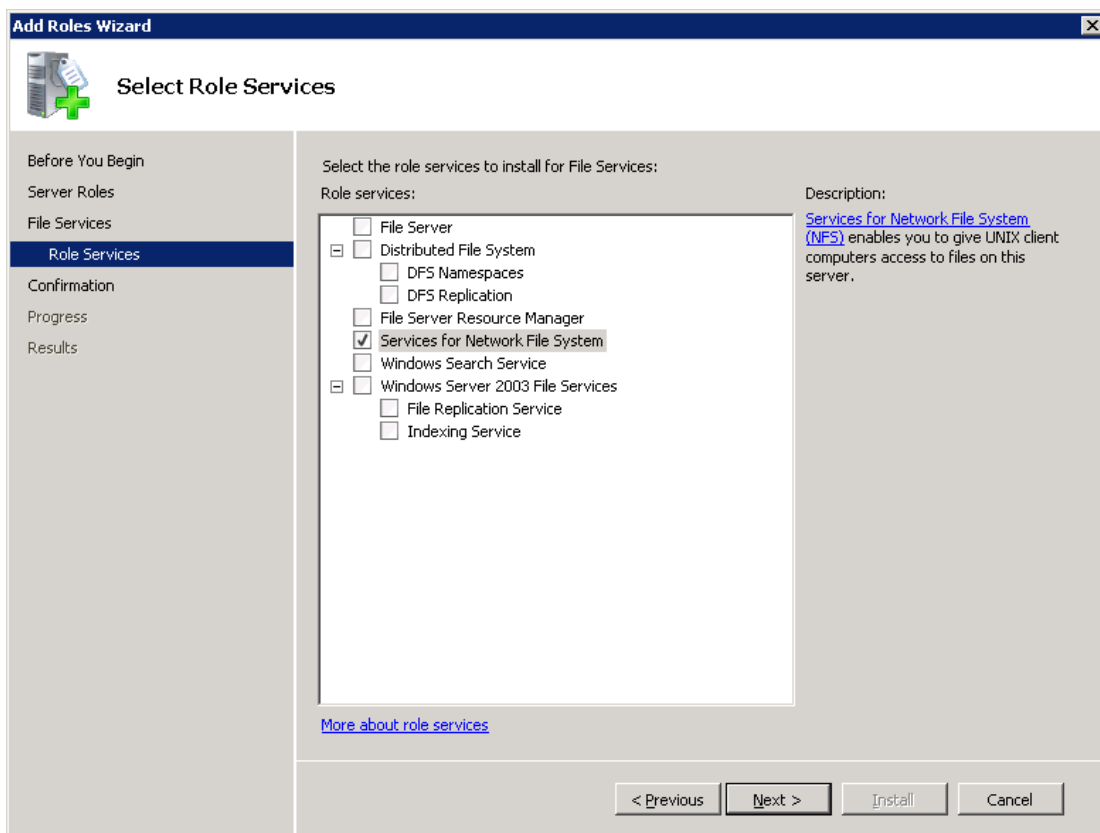 Add Roles Wizard
Select Role Services
Before You Begin
Server Roles
File Services
Role Services
Confirmation
Progress
Results
Select the role services to install for File Services:
Role services:
File Server
Distributed File System
DFS Namespaces
DFS Replication
File Server Resource Manager
Services for Network File System
Windows Search Service
Windows Server 2003 File Services
File Replication Service
Indexing Service
More about role services
Description:
Services for Network File System
(NFS) enables you to give UNIX client
computers access to files on this
server.
< Previous
Next >
Install
Cancel